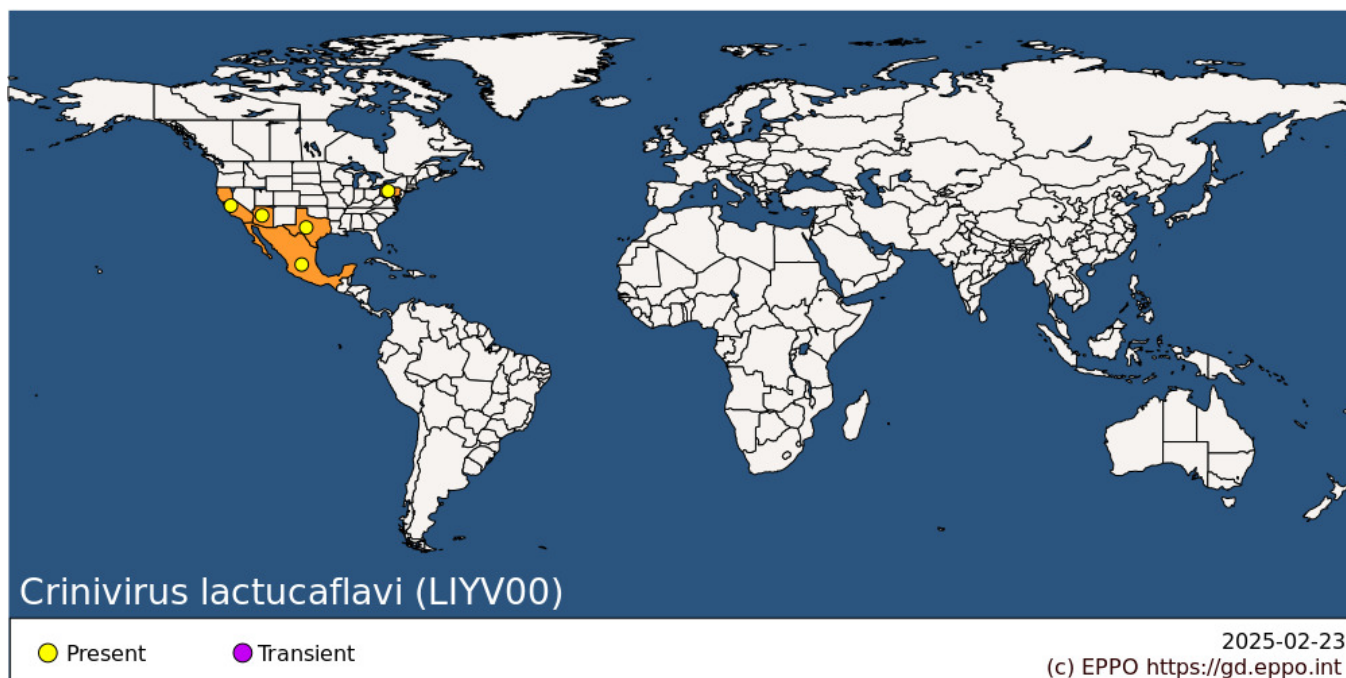 Crinivirus lactucaflavi (LIYV00)
Present
Transient
2025-02-23
(c) EPPO https://gd.eppo.int